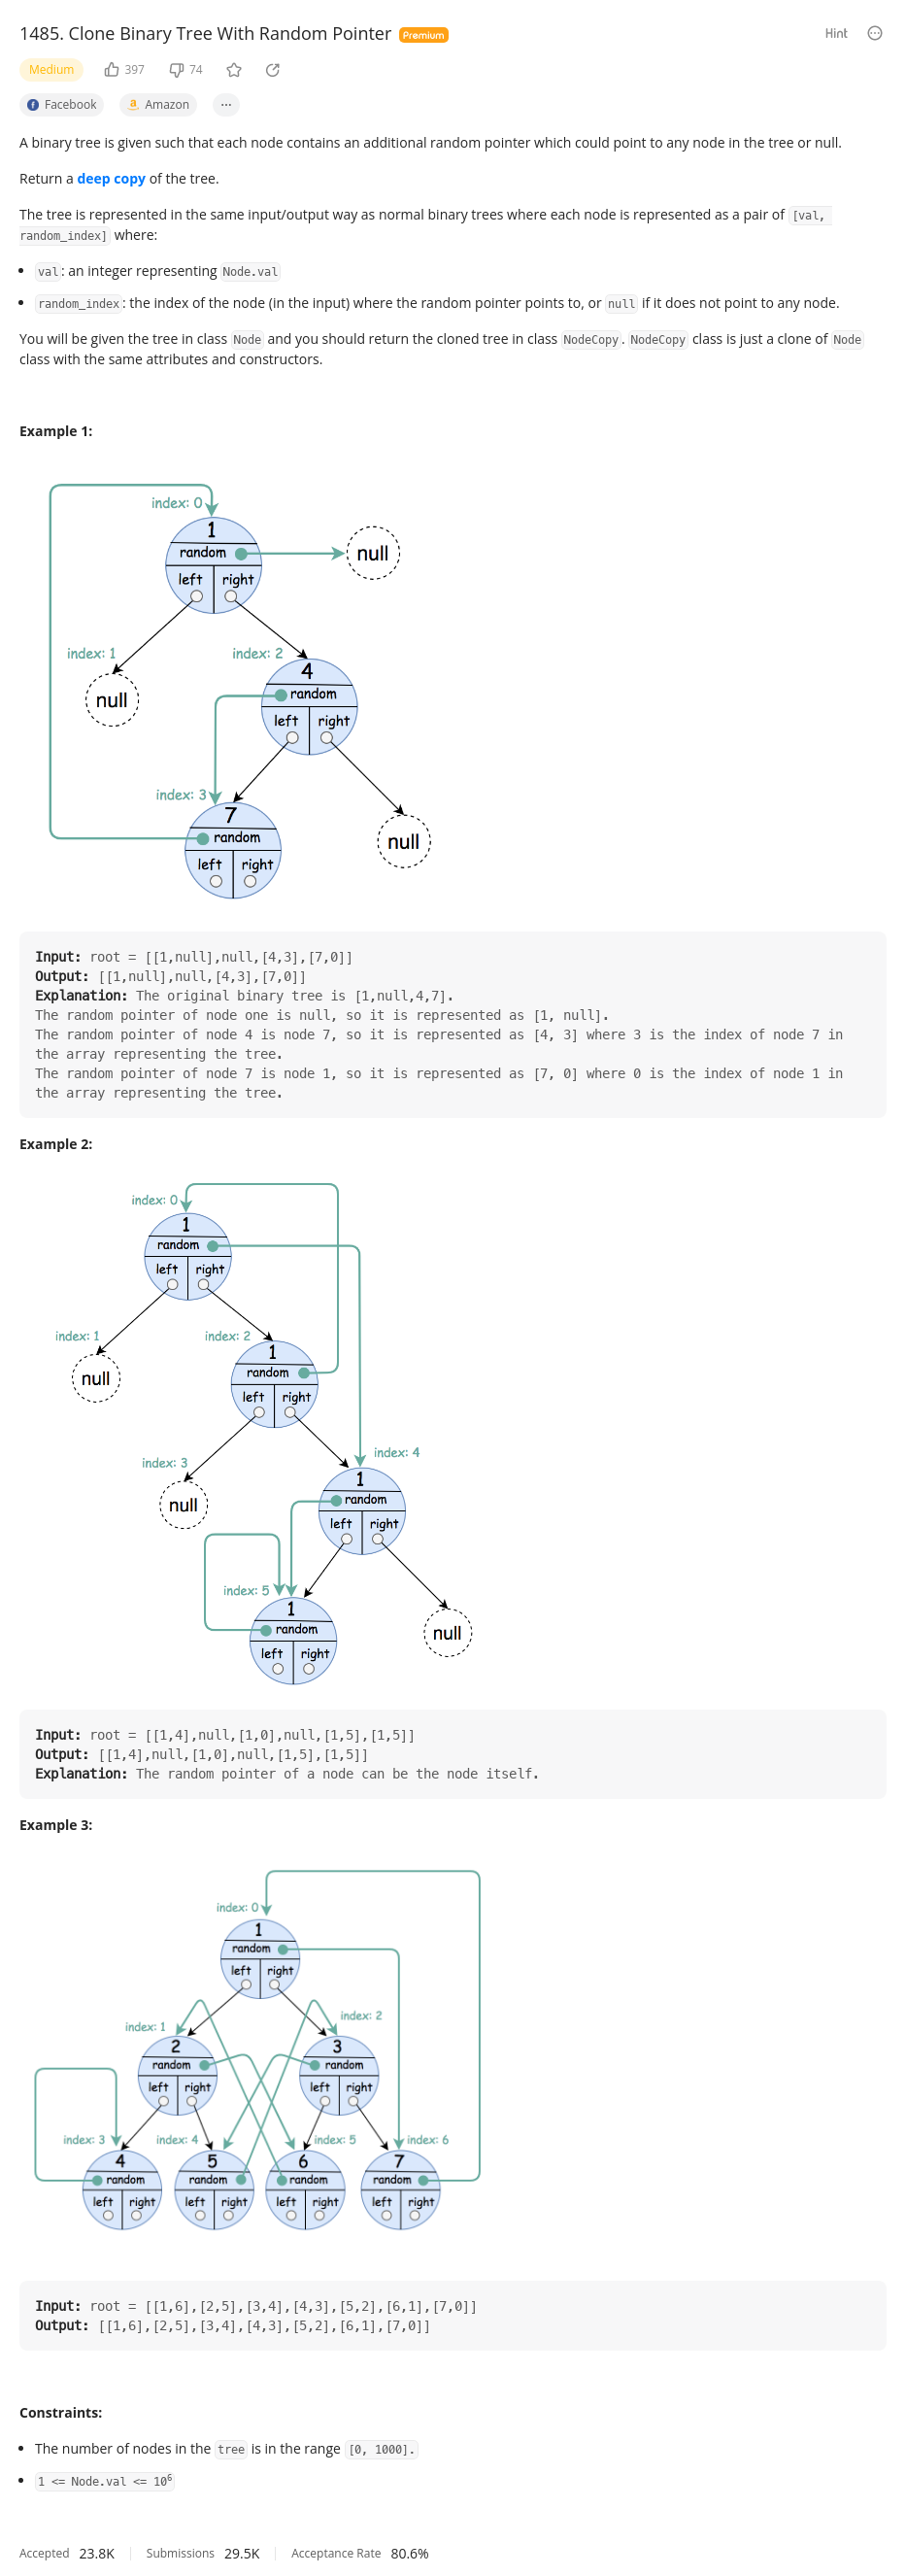 1485. Clone Binary Tree With Random Pointer Premium Hint
Medium 397 74
Facebook Amazon ...
A binary tree is given such that each node contains an additional random pointer which could point to any node in the tree or null.
Return a deep copy of the tree.
The tree is represented in the same input/output way as normal binary trees where each node is represented as a pair of [val,
random_index] where:
• val: an integer representing Node.val
• random_index: the index of the node (in the input) where the random pointer points to, or null if it does not point to any node.
You will be given the tree in class Node and you should return the cloned tree in class NodeCopy. NodeCopy class is just a clone of Node
class with the same attributes and constructors.
Example 1:
index: 0
1
random null
left right
index: 1 index: 2
null 4
random
left right
index: 3
7
random null
left right
Input: root = [[1,null],null,[4,3],[7,0]]
Output: [[1,null],null,[4,3],[7,0]]
Explanation: The original binary tree is [1,null,4,7].
The random pointer of node one is null, so it is represented as [1, null].
The random pointer of node 4 is node 7, so it is represented as [4, 3] where 3 is the index of node 7 in
the array representing the tree.
The random pointer of node 7 is node 1, so it is represented as [7, 0] where 0 is the index of node 1 in
the array representing the tree.
Example 2:
index: 0
1
random
left right
index: 1 index: 2
1
null random
left right
index: 3 index: 4
1
null random
left right
index: 5
1
random null
left right
Input: root = [[1,4],null,[1,0],null,[1,5],[1,5]]
Output: [[1,4],null,[1,0],null,[1,5],[1,5]]
Explanation: The random pointer of a node can be the node itself.
Example 3:
index: 0
1
random
left right
index: 1 index: 2
2 3
random random
left right left right
index: 3 index: 4 index: 5 index: 6
4 5 6 7
random random random random
left right left right left right left right
Input: root = [[1,6],[2,5],[3,4],[4,3],[5,2],[6,1],[7,0]]
Output: [[1,6],[2,5],[3,4],[4,3],[5,2],[6,1],[7,0]]
Constraints:
• The number of nodes in the tree is in the range [0, 1000].
• 1 <= Node.val <= 10⁶
Accepted 23.8K Submissions 29.5K Acceptance Rate 80.6%